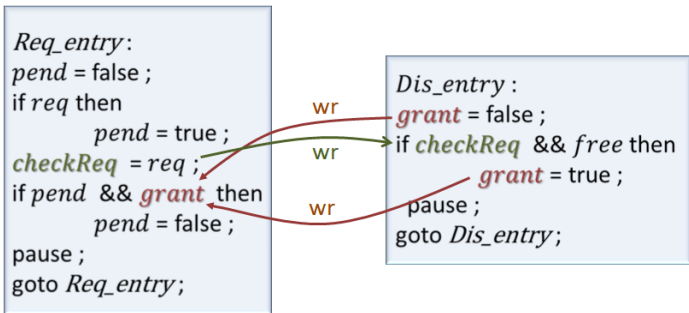 Req_entry:
pend = false ;
if req then
pend = true ;
checkReq = req ;
if pend && grant then
pend = false ;
pause ;
goto Req_entry;
wr
wr
wr
Dis_entry :
grant = false ;
if checkReq && free then
grant = true ;
pause ;
goto Dis_entry;